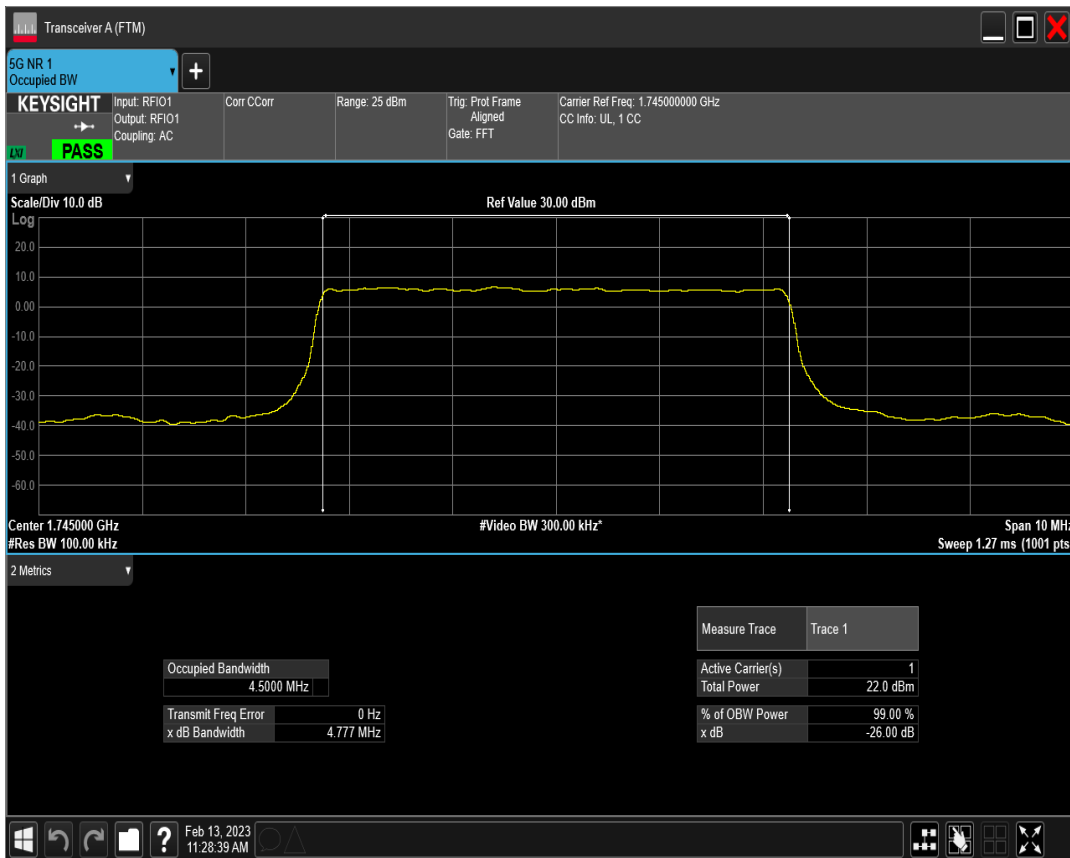 Transceiver A (FTM)
5G NR 1
Occupied BW
+
KEYSIGHT
LXI
PASS
Input: RFIO1
Output: RFIO1
Coupling: AC
Corr CCorr
Range: 25 dBm
Trig: Prot Frame
Aligned
Gate: FFT
Carrier Ref Freq: 1.745000000 GHz
CC Info: UL, 1 CC
1 Graph
Scale/Div 10.0 dB
Ref Value 30.00 dBm
Log
20.0
10.0
0.00
-10.0
-20.0
-30.0
-40.0
-50.0
-60.0
Center 1.745000 GHz
#Video BW 300.00 kHz*
Span 10 MHz
#Res BW 100.00 kHz
Sweep 1.27 ms (1001 pts
2 Metrics
Measure Trace Trace 1
Occupied Bandwidth
4.5000 MHz
Active Carrier(s) 1
Total Power 22.0 dBm
Transmit Freq Error 0 Hz
x dB Bandwidth 4.777 MHz
% of OBW Power 99.00 %
x dB -26.00 dB
?
Feb 13, 2023
11:28:39 AM